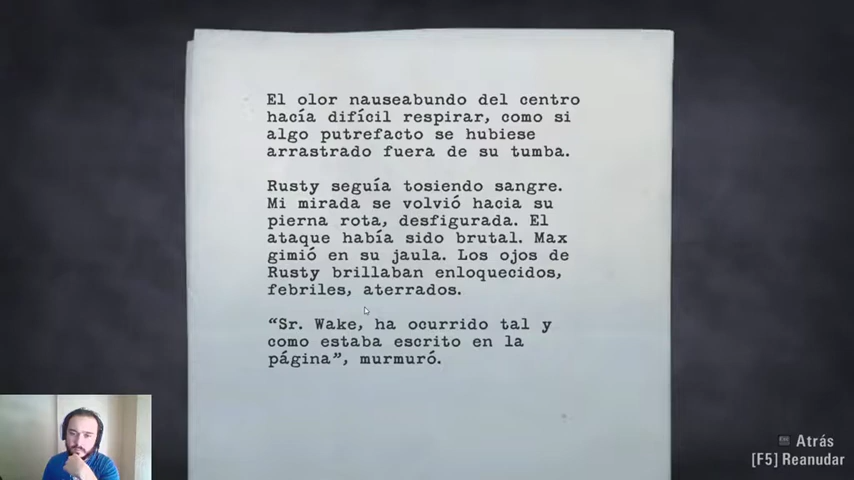 El olor nauseabundo del centro
hacía difícil respirar, como si
algo putrefacto se hubiese
arrastrado fuera de su tumba.
Rusty seguía tosiendo sangre.
Mi mirada se volvió hacia su
pierna rota, desfigurada. El
ataque había sido brutal. Max
gimió en su jaula. Los ojos de
Rusty brillaban enloquecidos,
febriles, aterrados.
“Sr. Wake, ha ocurrido tal y
como estaba escrito en la
página”, murmuró.
Atrás
[F5] Reanudar